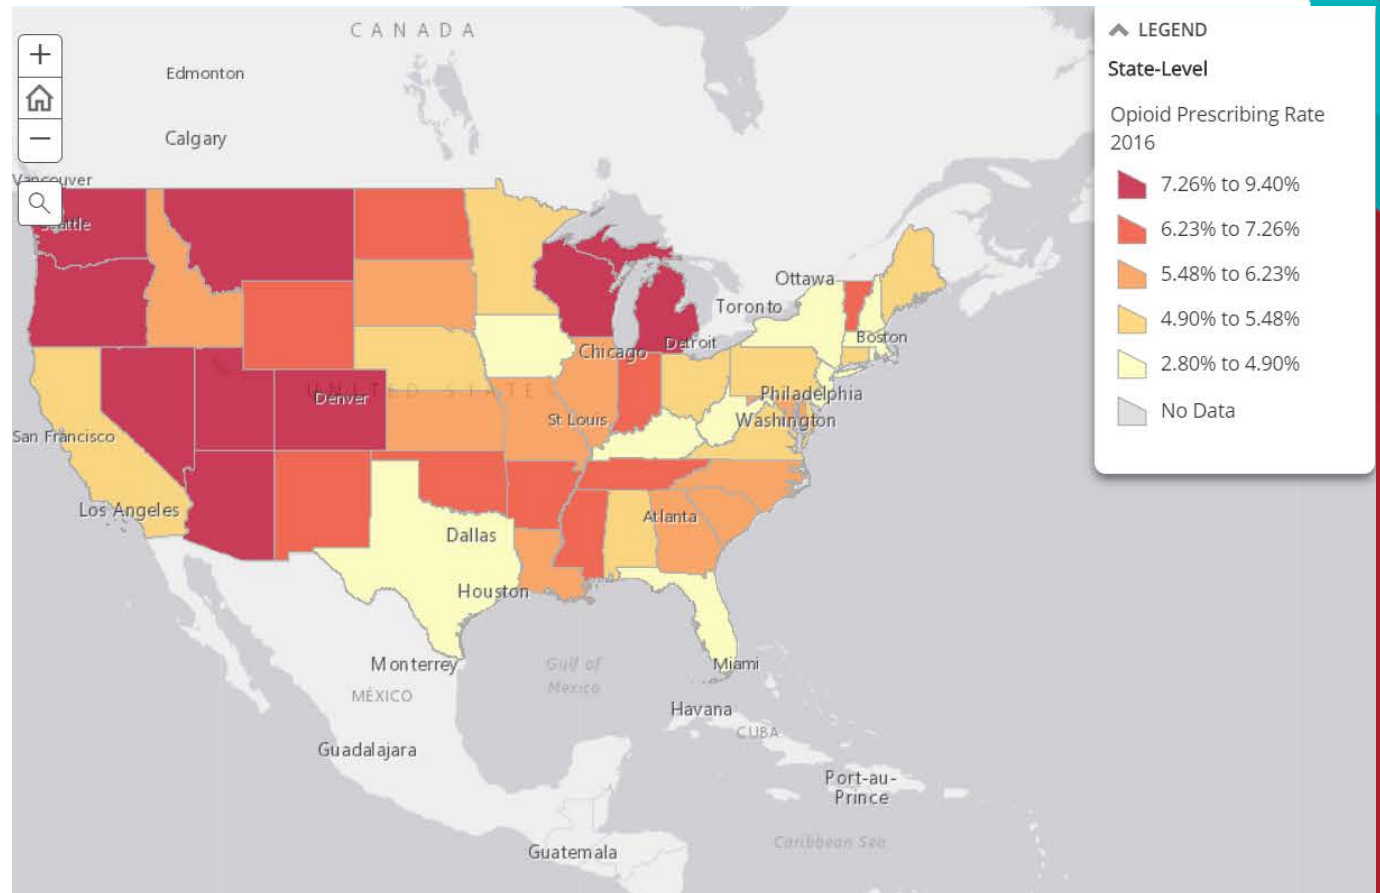 CANADA
Edmonton
Calgary
Vancouver
Seattle
Ottawa
Toronto
Boston
Detroit
Chicago
UNITED STATES
Denver
Philadelphia
St Louis
Washington
San Francisco
Los Angeles
Atlanta
Dallas
Houston
Monterrey
Gulf of
Mexico
Miami
MÉXICO
Havana
CUBA
Guadalajara
Port-au-
Prince
Caribbean Sea
Guatemala
LEGEND
State-Level
Opioid Prescribing Rate
2016
7.26% to 9.40%
6.23% to 7.26%
5.48% to 6.23%
4.90% to 5.48%
2.80% to 4.90%
No Data